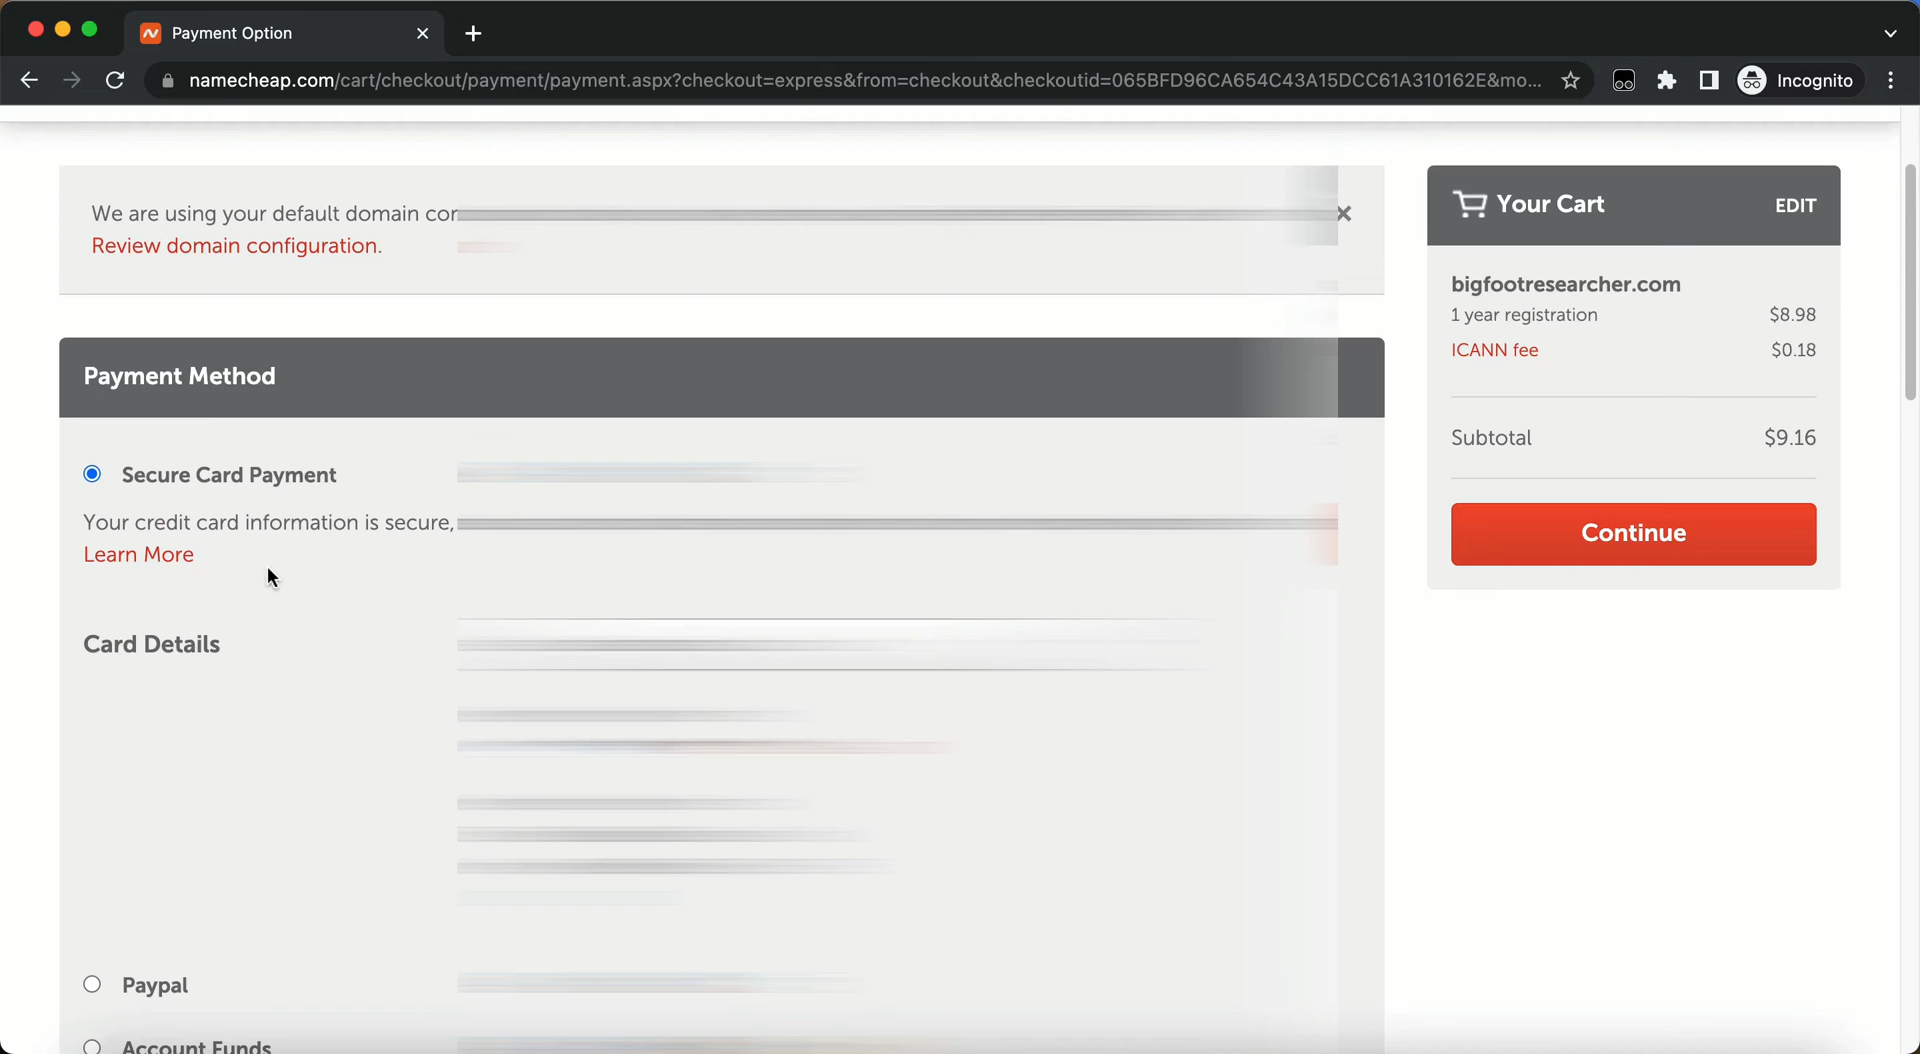 Payment Option
namecheap.com/cart/checkout/payment/payment.aspx?checkout=express&from=checkout&checkoutid=065BFD96CA654C43A15DCC61A310162E&mo...
Incognito
We are using your default domain cor
Review domain configuration.
Payment Method
Secure Card Payment
Your credit card information is secure,
Learn More
Card Details
Paypal
Account Funds
Your Cart
EDIT
bigfootresearcher.com
1 year registration $8.98
ICANN fee $0.18
Subtotal $9.16
Continue